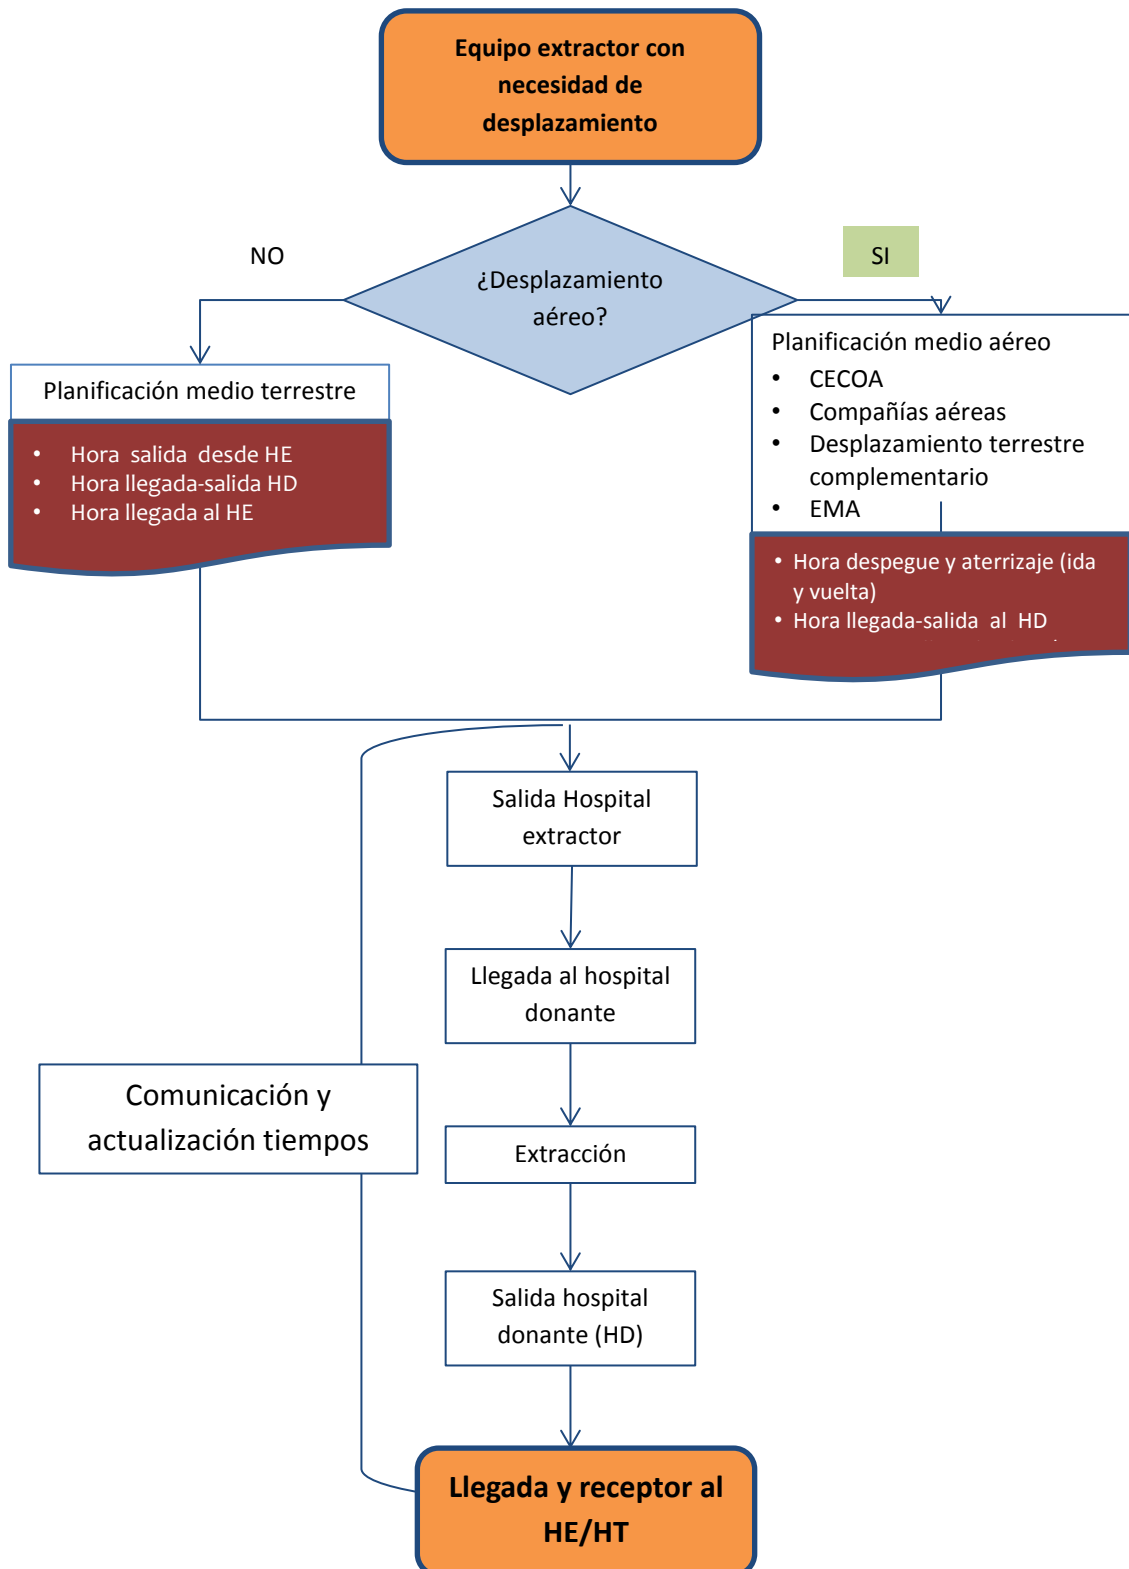 Equipo extractor con
necesidad de
desplazamiento
NO
SI
¿Desplazamiento
aéreo?
Planificación medio terrestre
• Hora salida desde HE
• Hora llegada-salida HD
• Hora llegada al HE
Planificación medio aéreo
• CECOA
• Compañías aéreas
• Desplazamiento terrestre
complementario
• EMA
• Hora despegue y aterrizaje (ida
y vuelta)
• Hora llegada-salida al HD
Salida Hospital
extractor
Llegada al hospital
donante
Comunicación y
actualización tiempos
Extracción
Salida hospital
donante (HD)
Llegada y receptor al
HE/HT